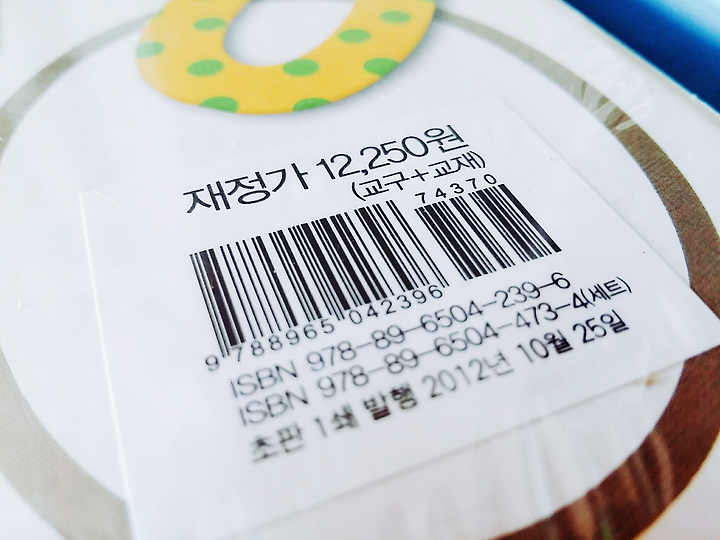 재정가 12,250원
(교구+교재)
74370
9 788965 042396
ISBN 978-89-6504-239-6
ISBN 978-89-6504-473-4(세트)
초판 1쇄 발행 2012년 10월 25일